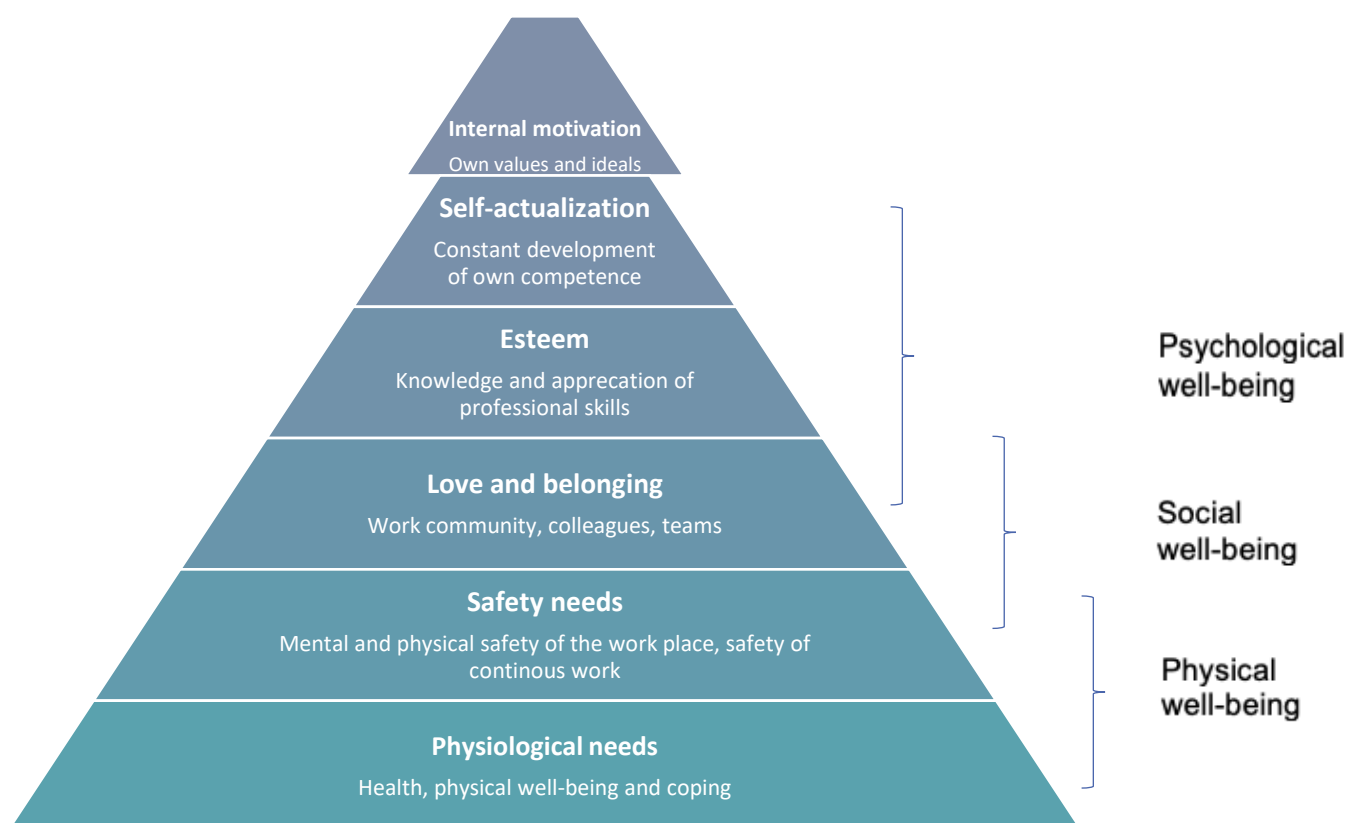 Internal motivation
Own values and ideals
Self-actualization
Constant development
of own competence
Esteem
Knowledge and apprecation of
professional skills
Love and belonging
Work community, colleagues, teams
Safety needs
Mental and physical safety of the work place, safety of
continous work
Physiological needs
Health, physical well-being and coping
Psychological
well-being
Social
well-being
Physical
well-being